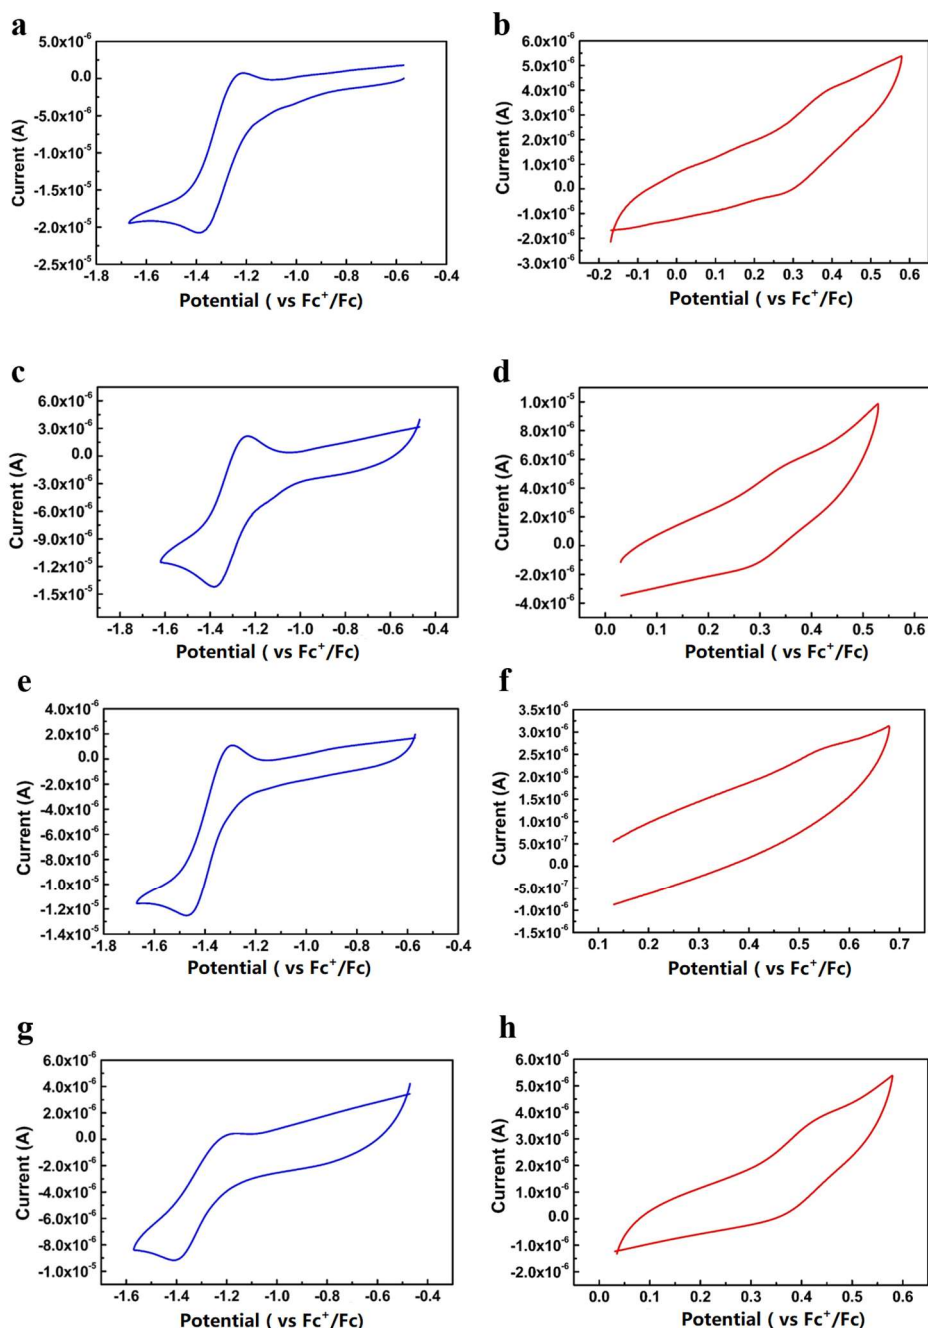 a
5.0x10⁻⁶
0.0
-5.0x10⁻⁶
-1.0x10⁻⁵
-1.5x10⁻⁵
-2.0x10⁻⁵
-2.5x10⁻⁵
Current (A)
-1.8 -1.6 -1.4 -1.2 -1.0 -0.8 -0.6 -0.4
Potential ( vs Fc⁺/Fc)
b
6.0x10⁻⁶
5.0x10⁻⁶
4.0x10⁻⁶
3.0x10⁻⁶
2.0x10⁻⁶
1.0x10⁻⁶
0.0
-1.0x10⁻⁶
-2.0x10⁻⁶
-3.0x10⁻⁶
Current (A)
-0.2 -0.1 0.0 0.1 0.2 0.3 0.4 0.5 0.6
Potential ( vs Fc⁺/Fc)
c
6.0x10⁻⁶
3.0x10⁻⁶
0.0
-3.0x10⁻⁶
-6.0x10⁻⁶
-9.0x10⁻⁶
-1.2x10⁻⁵
-1.5x10⁻⁵
Current (A)
-1.8 -1.6 -1.4 -1.2 -1.0 -0.8 -0.6 -0.4
Potential ( vs Fc⁺/Fc)
d
1.0x10⁻⁵
8.0x10⁻⁶
6.0x10⁻⁶
4.0x10⁻⁶
2.0x10⁻⁶
0.0
-2.0x10⁻⁶
-4.0x10⁻⁶
Current (A)
0.0 0.1 0.2 0.3 0.4 0.5 0.6
Potential ( vs Fc⁺/Fc)
e
4.0x10⁻⁶
2.0x10⁻⁶
0.0
-2.0x10⁻⁶
-4.0x10⁻⁶
-6.0x10⁻⁶
-8.0x10⁻⁶
-1.0x10⁻⁵
-1.2x10⁻⁵
-1.4x10⁻⁵
Current (A)
-1.8 -1.6 -1.4 -1.2 -1.0 -0.8 -0.6 -0.4
Potential ( vs Fc⁺/Fc)
f
3.5x10⁻⁶
3.0x10⁻⁶
2.5x10⁻⁶
2.0x10⁻⁶
1.5x10⁻⁶
1.0x10⁻⁶
5.0x10⁻⁷
0.0
-5.0x10⁻⁷
-1.0x10⁻⁶
-1.5x10⁻⁶
Current (A)
0.1 0.2 0.3 0.4 0.5 0.6 0.7
Potential ( vs Fc⁺/Fc)
g
6.0x10⁻⁶
4.0x10⁻⁶
2.0x10⁻⁶
0.0
-2.0x10⁻⁶
-4.0x10⁻⁶
-6.0x10⁻⁶
-8.0x10⁻⁶
-1.0x10⁻⁵
Current (A)
-1.6 -1.4 -1.2 -1.0 -0.8 -0.6 -0.4
Potential ( vs Fc⁺/Fc)
h
6.0x10⁻⁶
5.0x10⁻⁶
4.0x10⁻⁶
3.0x10⁻⁶
2.0x10⁻⁶
1.0x10⁻⁶
0.0
-1.0x10⁻⁶
-2.0x10⁻⁶
Current (A)
0.0 0.1 0.2 0.3 0.4 0.5 0.6
Potential ( vs Fc⁺/Fc)